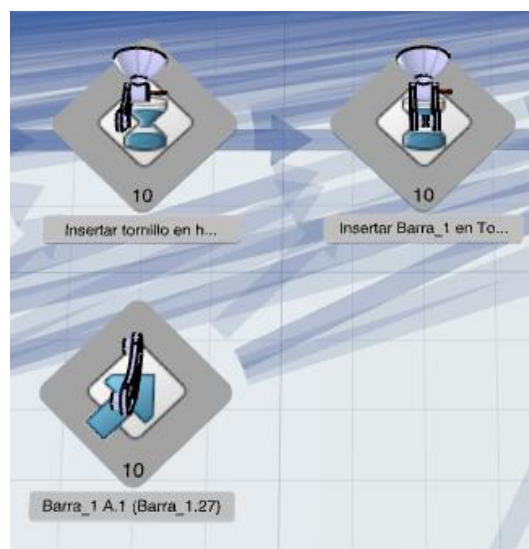 10
10
Insertar tornillo en h...
Insertar Barra_1 en To...
10
Barra_1 A.1 (Barra_1.27)